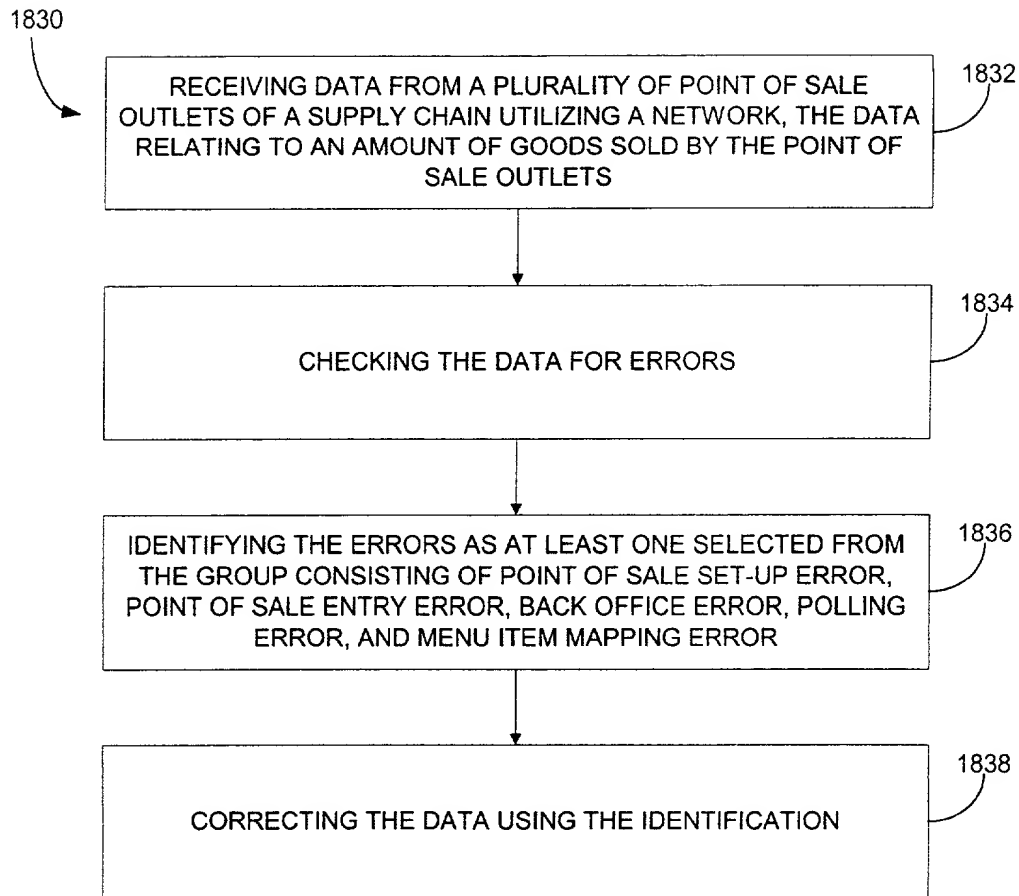 1830
RECEIVING DATA FROM A PLURALITY OF POINT OF SALE
OUTLETS OF A SUPPLY CHAIN UTILIZING A NETWORK, THE DATA
RELATING TO AN AMOUNT OF GOODS SOLD BY THE POINT OF
SALE OUTLETS
1832
CHECKING THE DATA FOR ERRORS
1834
IDENTIFYING THE ERRORS AS AT LEAST ONE SELECTED FROM
THE GROUP CONSISTING OF POINT OF SALE SET-UP ERROR,
POINT OF SALE ENTRY ERROR, BACK OFFICE ERROR, POLLING
ERROR, AND MENU ITEM MAPPING ERROR
1836
CORRECTING THE DATA USING THE IDENTIFICATION
1838